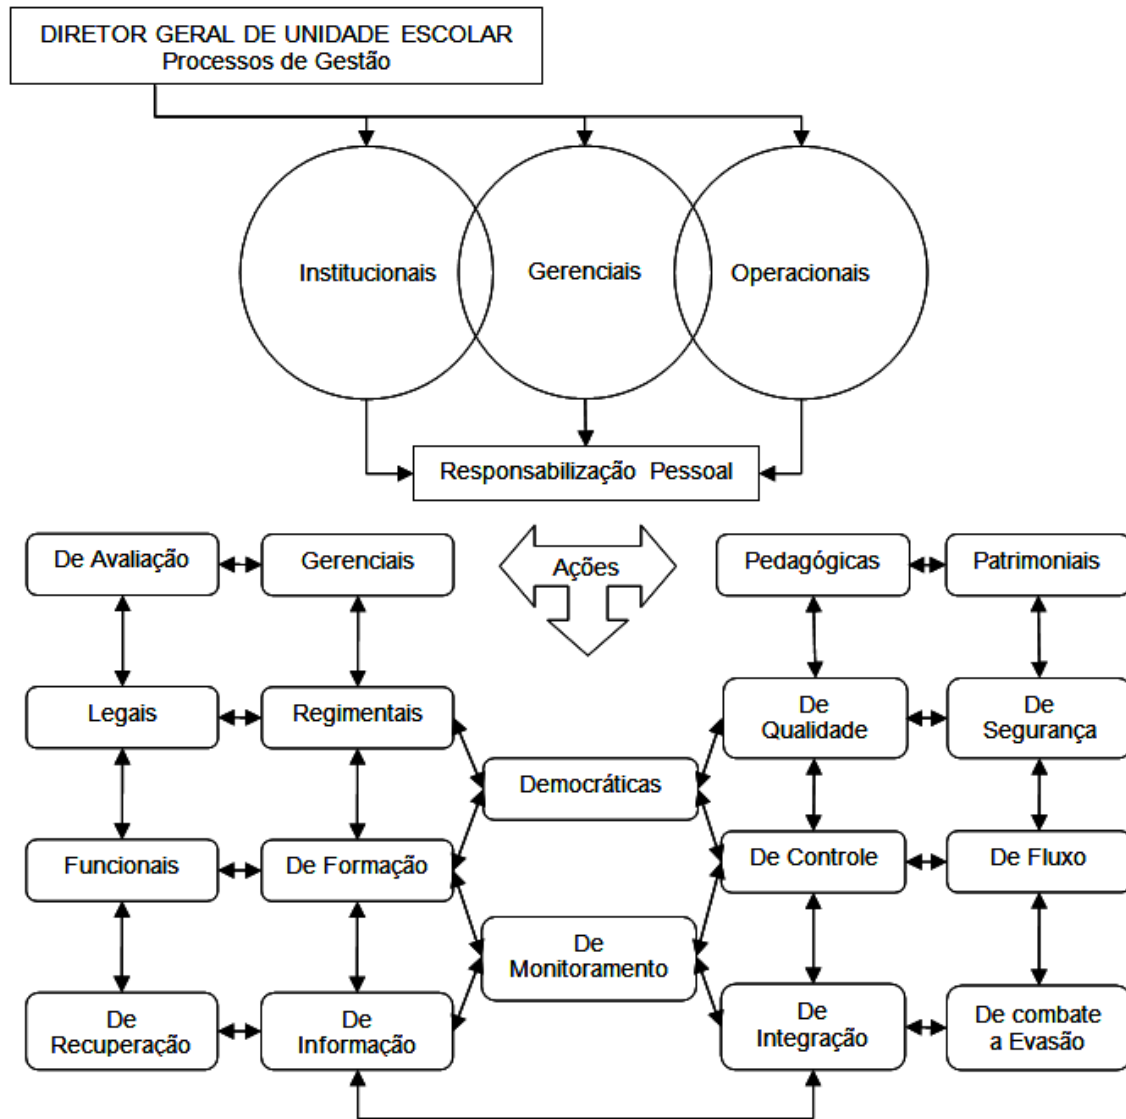 DIRETOR GERAL DE UNIDADE ESCOLAR
Processos de Gestão
Institucionais
Gerenciais
Operacionais
Responsabilização Pessoal
Ações
De Avaliação
Gerenciais
Pedagógicas
Patrimoniais
Legais
Regimentais
De
Qualidade
De
Segurança
Democráticas
Funcionais
De Formação
De Controle
De Fluxo
De
Monitoramento
De
Recuperação
De
Informação
De
Integração
De combate
a Evasão